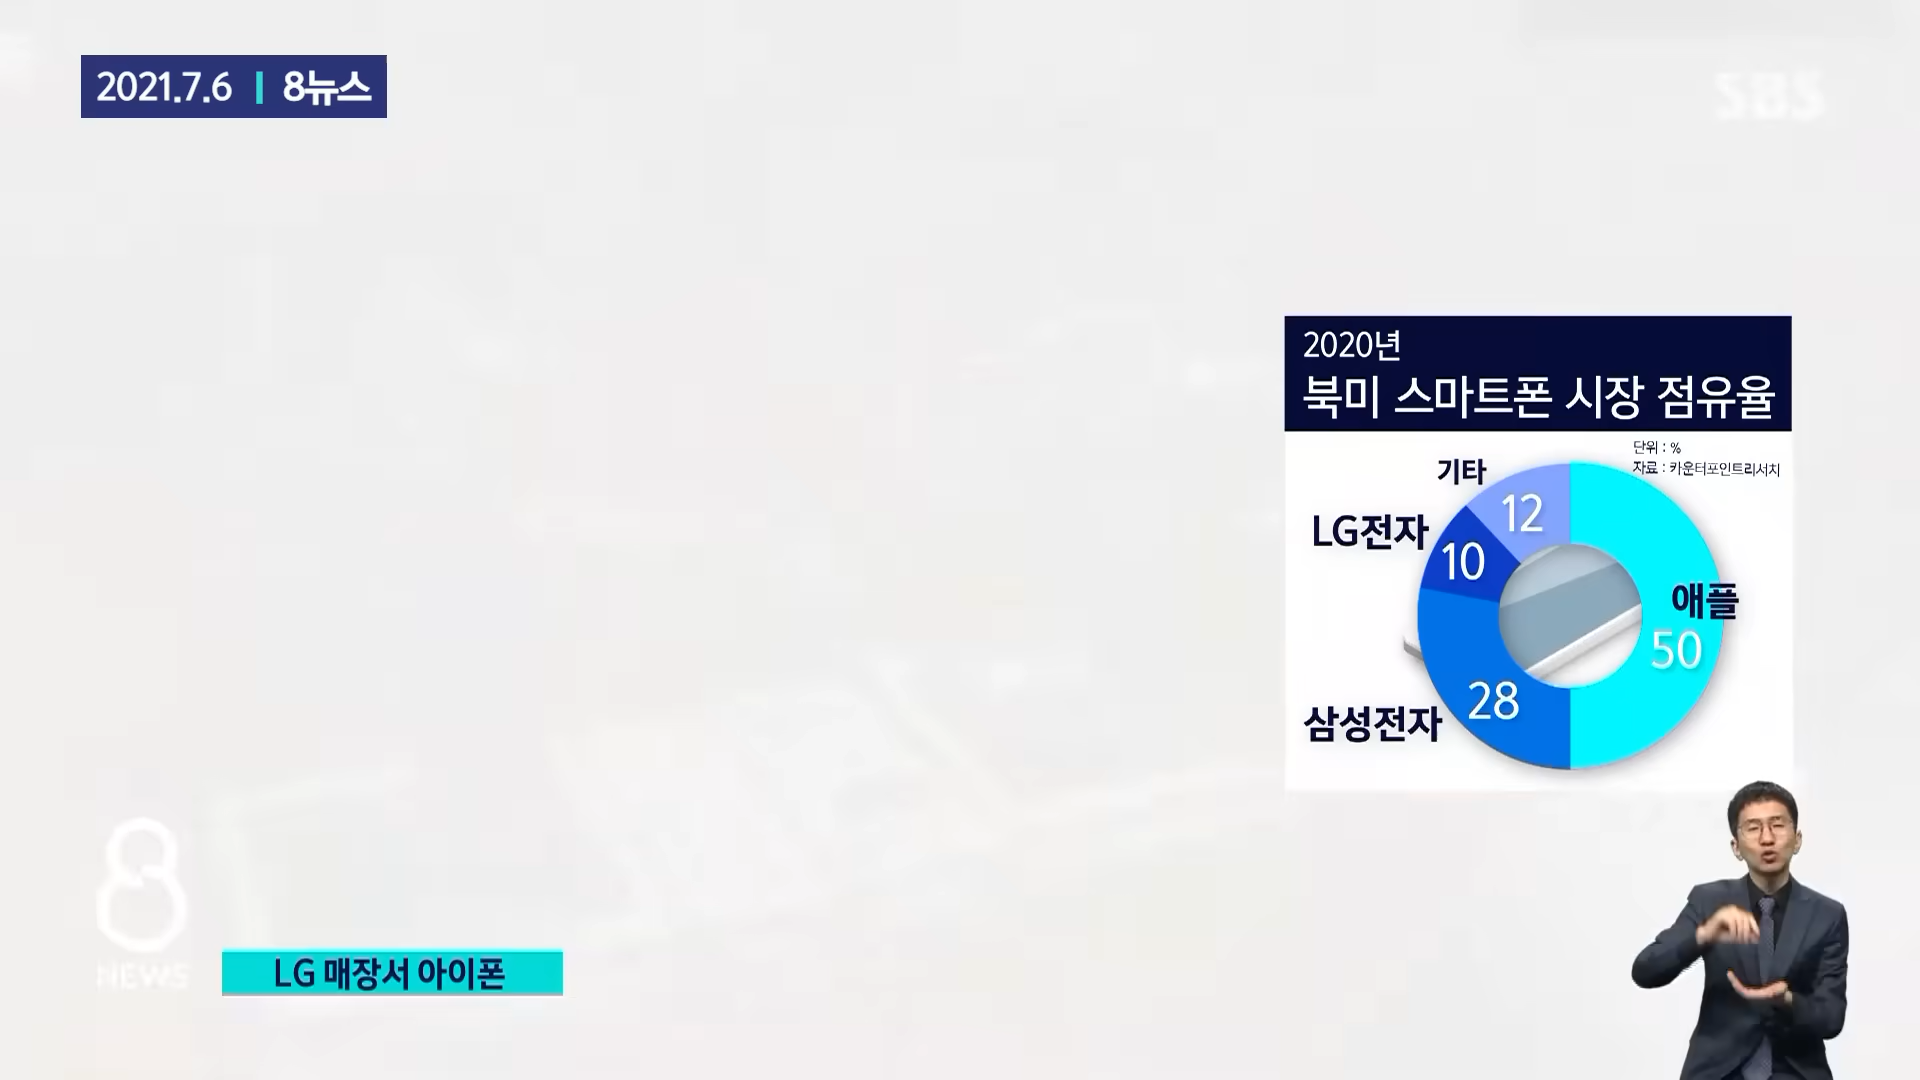 2021.7.6 | 8뉴스
SBS
2020년
북미 스마트폰 시장 점유율
단위 : %
자료 : 카운터포인트리서치
기타
12
LG전자
10
애플
50
28
삼성전자
8
NEWS
LG 매장서 아이폰